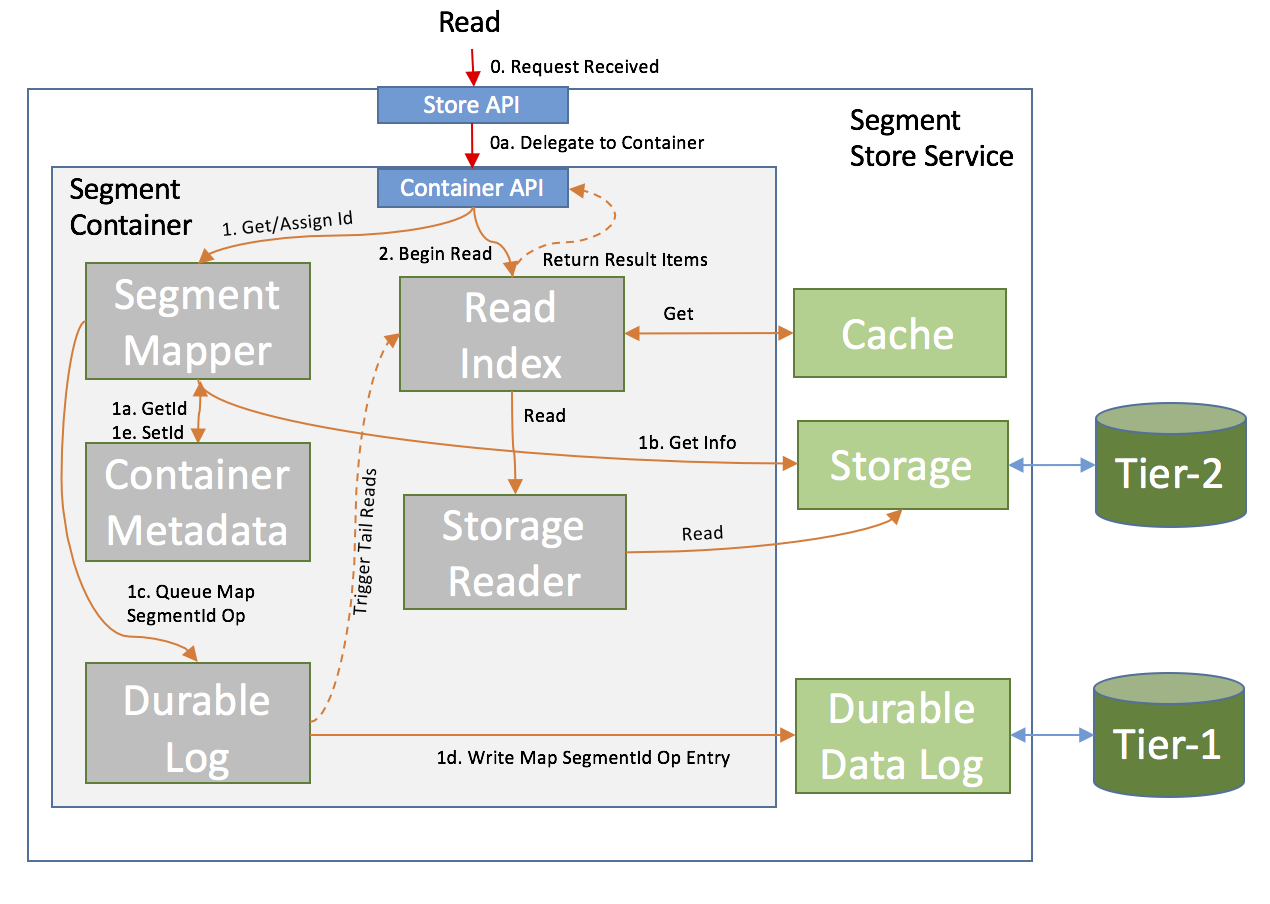 Read
0. Request Received
Store API
Segment
Store Service
0a. Delegate to Container
Segment
Container
Container API
1. Get/Assign Id
2. Begin Read
Return Result Items
Segment
Mapper
Read
Index
Get
Cache
1a. GetId
1e. SetId
Read
1b. Get Info
Storage
Tier-2
Container
Metadata
Trigger Tail Reads
Storage
Reader
Read
1c. Queue Map
SegmentId Op
Durable
Log
1d. Write Map SegmentId Op Entry
Durable
Data Log
Tier-1